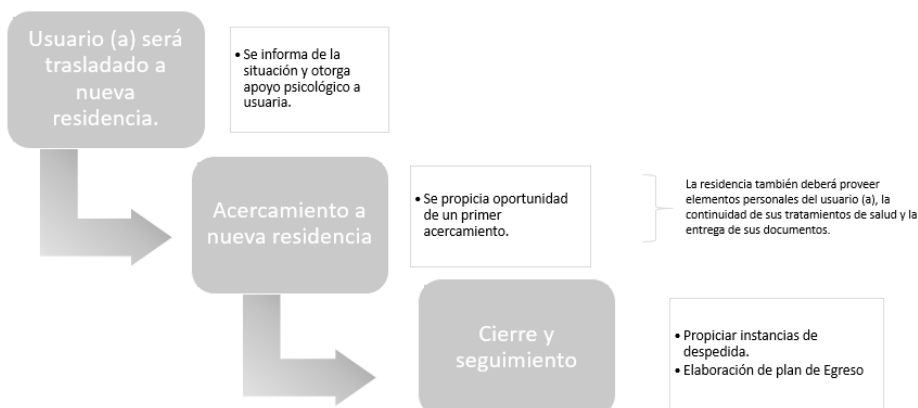 Usuario (a) será
trasladado a
nueva
residencia.
• Se informa de la
situación y otorga
apoyo psicológico a
usuaria.
Acercamiento a
nueva residencia
• Se propicia oportunidad
de un primer
acercamiento.
La residencia también deberá proveer
elementos personales del usuario (a), la
continuidad de sus tratamientos de salud y la
entrega de sus documentos.
Cierre y
seguimiento
• Propiciar instancias de
despedida.
• Elaboración de plan de Egreso